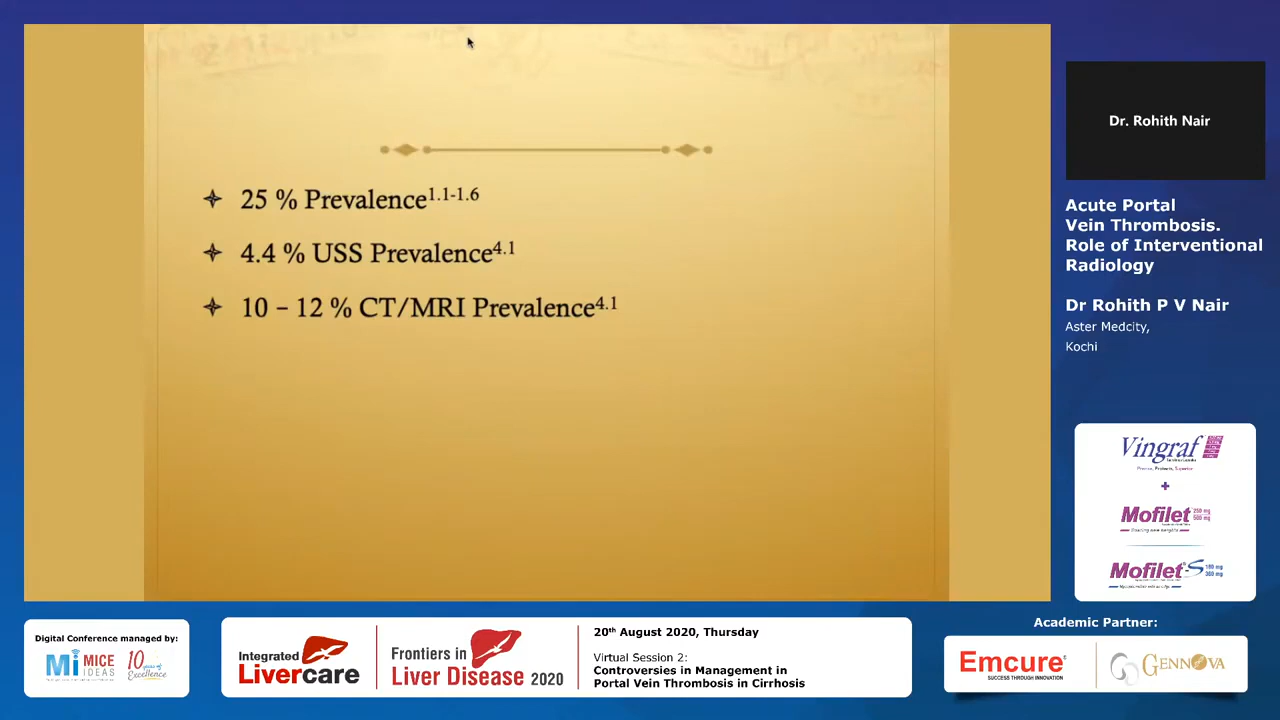 25 % Prevalence1.1-1.6
4.4 % USS Prevalence4.1
10 – 12 % CT/MRI Prevalence4.1
Dr. Rohith Nair
Acute Portal
Vein Thrombosis.
Role of Interventional
Radiology
Dr Rohith P V Nair
Aster Medcity,
Kochi
Vingraf
+
Mofilet 250 mg
500 mg
Mofilet-S 180 mg
360 mg
Digital Conference managed by:
Mi MICE
IDEAS
10 years of
Excellence
Integrated
Livercare
Frontiers in
Liver Disease 2020
20th August 2020, Thursday
Virtual Session 2:
Controversies in Management in
Portal Vein Thrombosis in Cirrhosis
Academic Partner:
Emcure®
SUCCESS THROUGH INNOVATION
GENNOVA